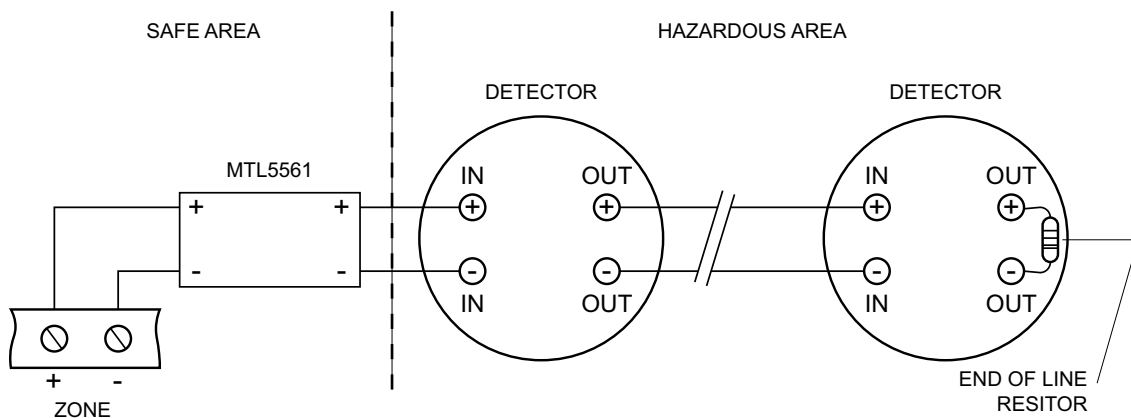 SAFE AREA
HAZARDOUS AREA
DETECTOR
DETECTOR
MTL5561
IN
OUT
IN
OUT
+
+
+
+
+
+
-
-
-
-
-
-
IN
OUT
IN
OUT
+
-
ZONE
END OF LINE
RESITOR